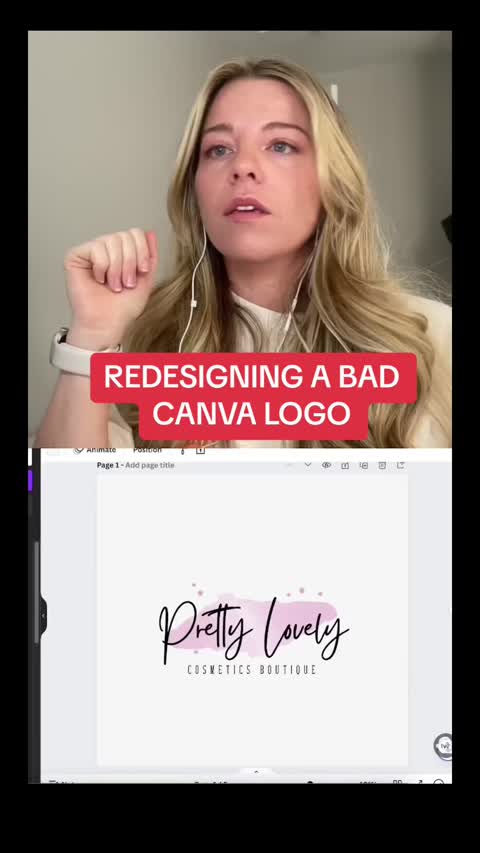 REDESIGNING A BAD
CANVA LOGO
Animate Position
Page 1 - Add page title
Pretty Lovely
COSMETICS BOUTIQUE